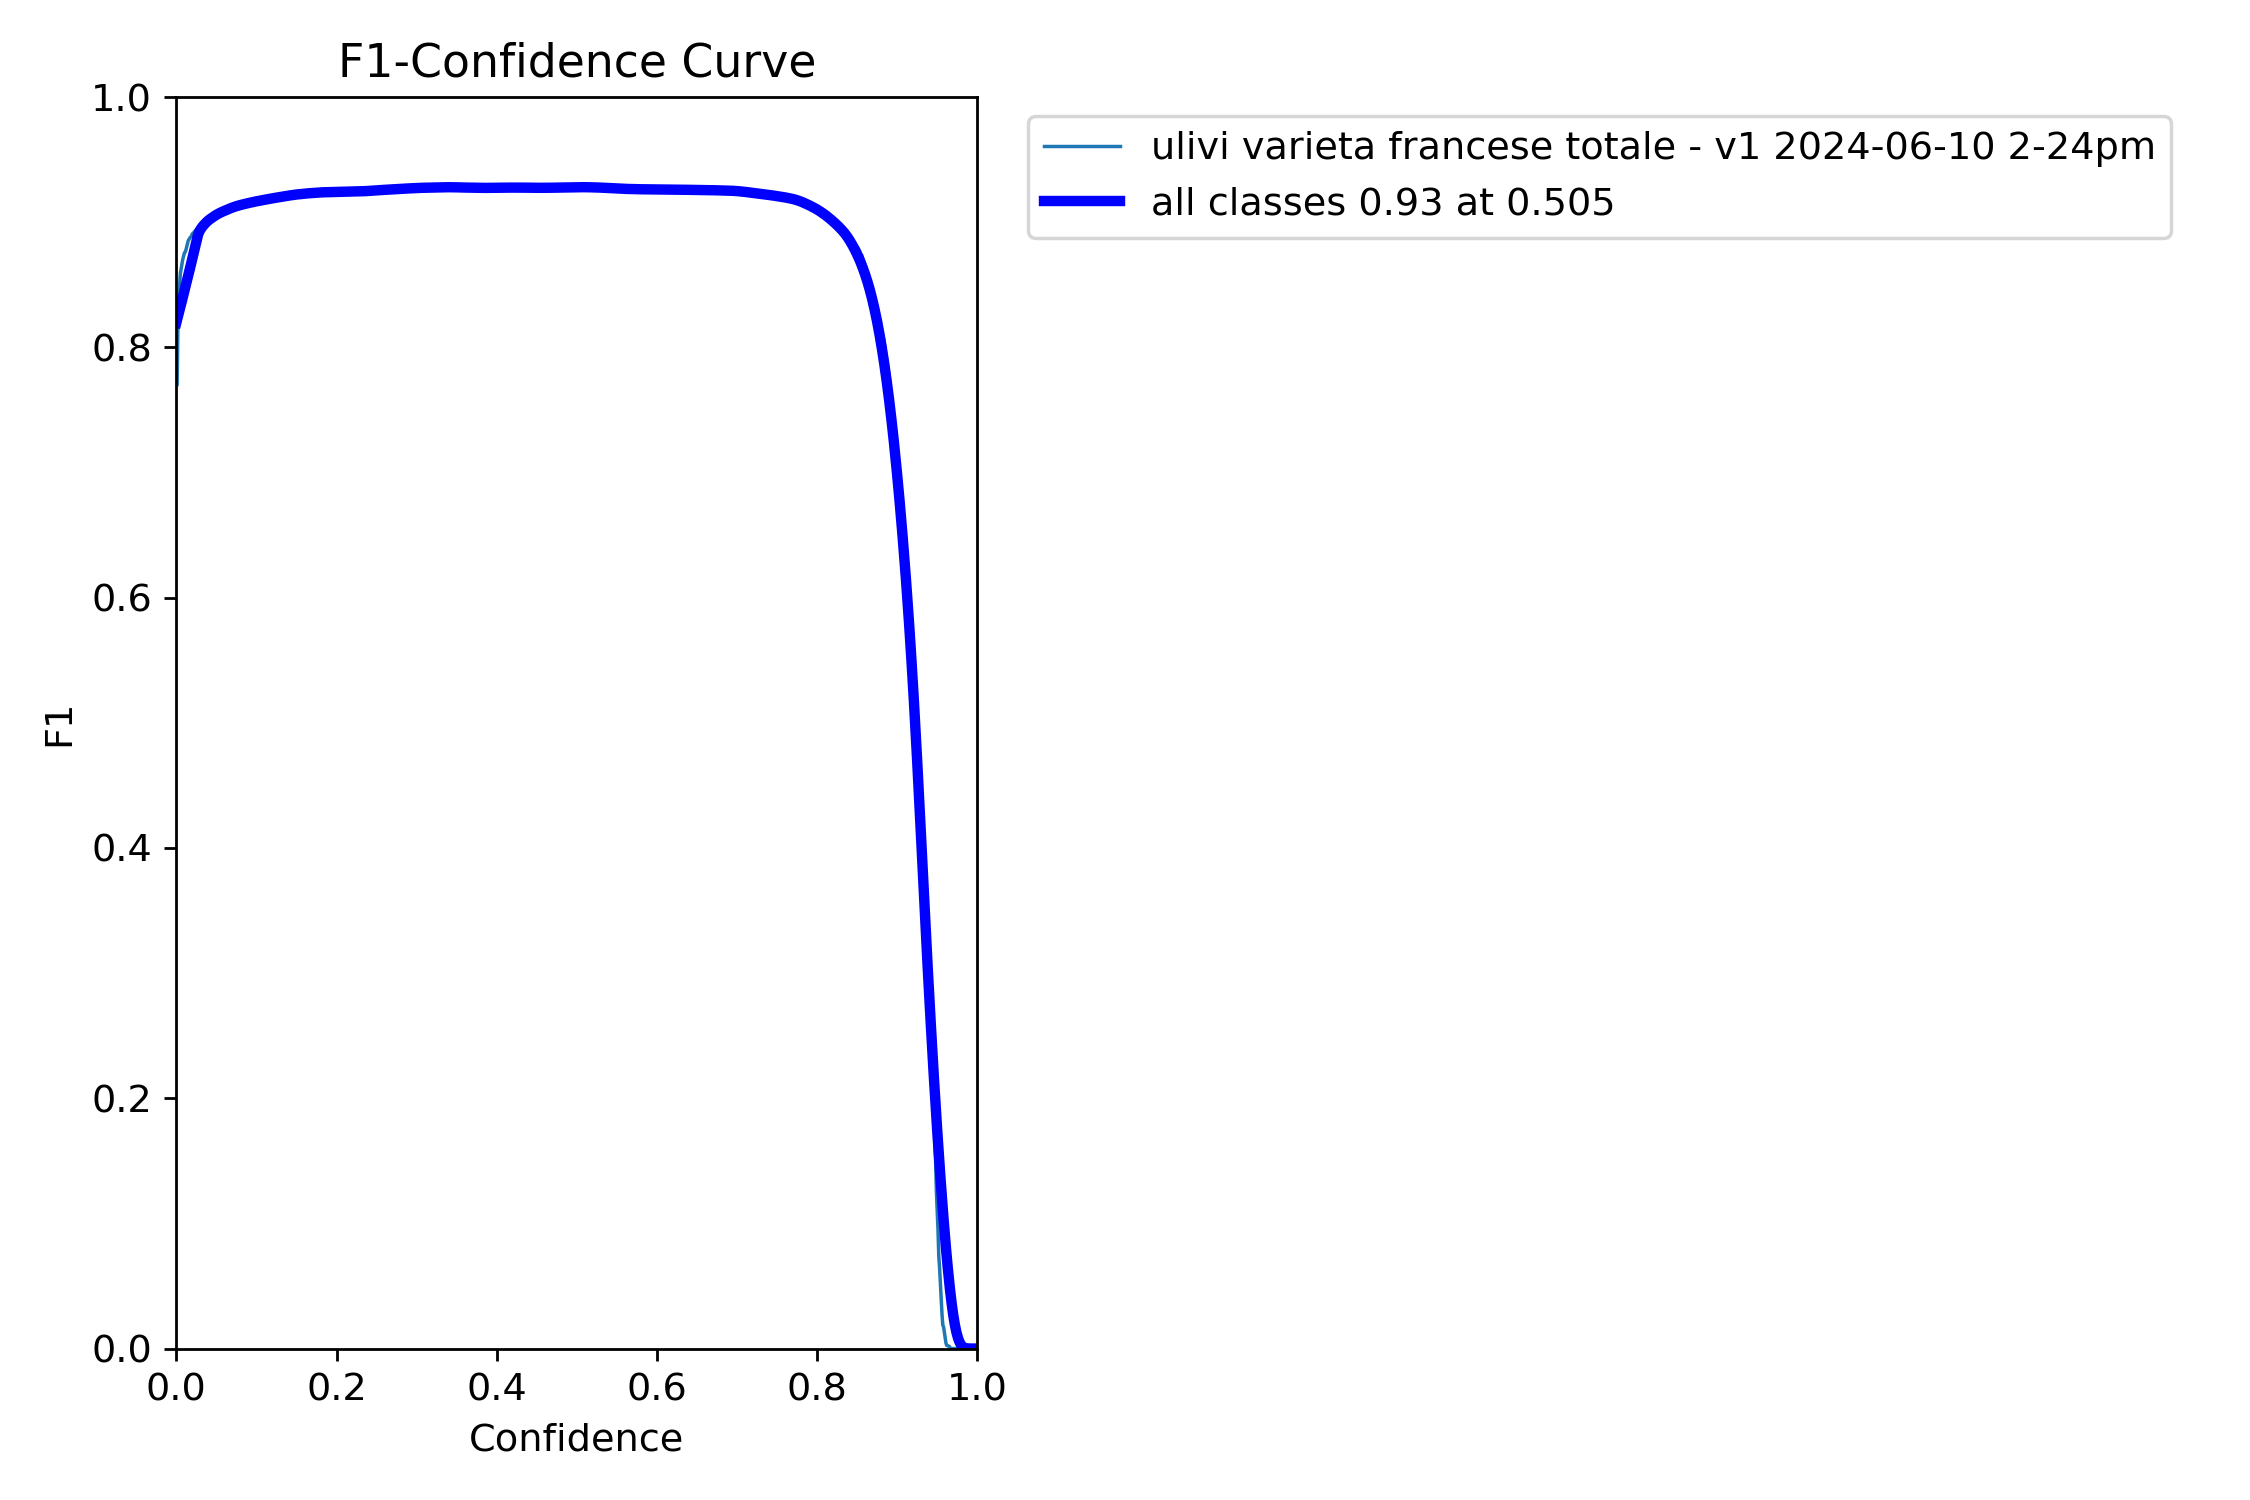 F1-Confidence Curve
1.0
0.8
0.6
0.4
0.2
0.0
F1
0.0 0.2 0.4 0.6 0.8 1.0
Confidence
ulivi varieta francese totale - v1 2024-06-10 2-24pm
all classes 0.93 at 0.505